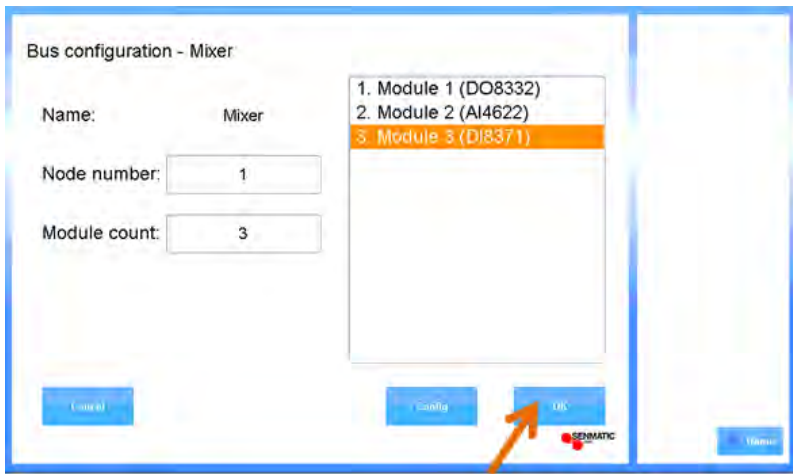 Bus configuration - Mixer
Name: Mixer
Node number: 1
Module count: 3
1. Module 1 (DO8332)
2. Module 2 (AI4622)
3. Module 3 (DI8371)
Cancel
Config
OK
SENMATIC
Home